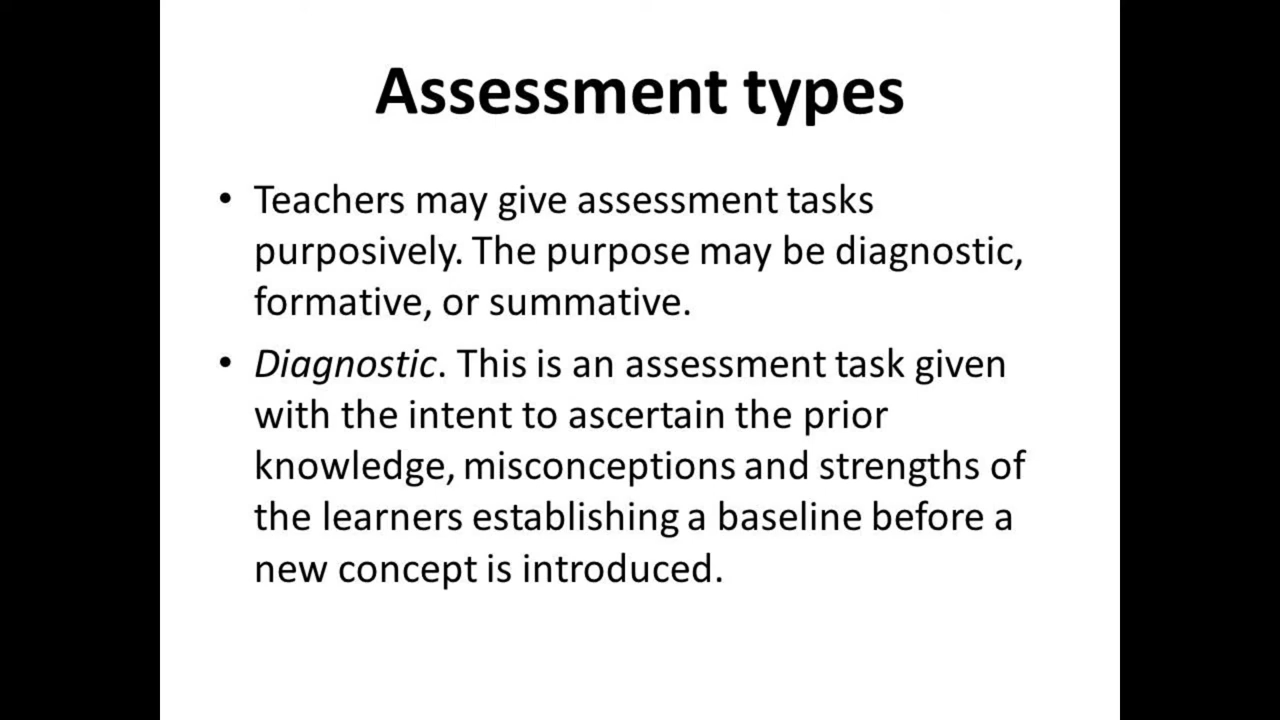 Assessment types
• Teachers may give assessment tasks
purposively. The purpose may be diagnostic,
formative, or summative.
• Diagnostic. This is an assessment task given
with the intent to ascertain the prior
knowledge, misconceptions and strengths of
the learners establishing a baseline before a
new concept is introduced.